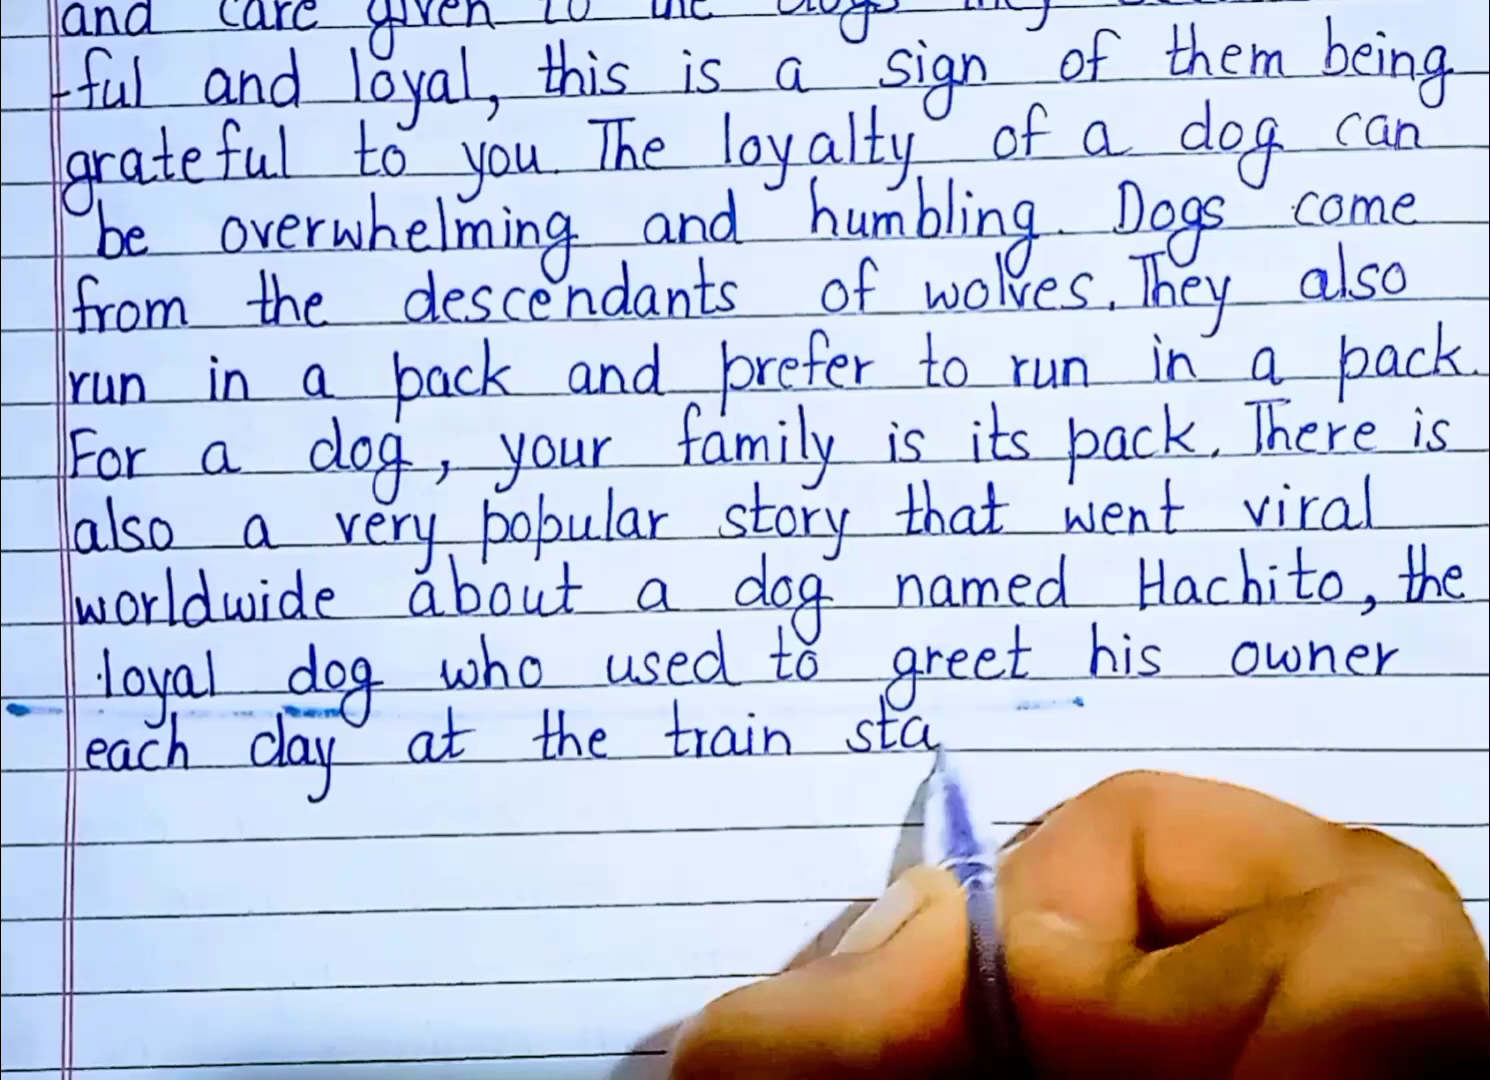 and care given to the dogs they
-ful and loyal, this is a sign of them being
grateful to you. The loyalty of a dog can
be overwhelming and humbling. Dogs come
from the descendants of wolves. They also
run in a pack and prefer to run in a pack.
For a dog, your family is its pack. There is
also a very popular story that went viral
worldwide about a dog named Hachito, the
loyal dog who used to greet his owner
each day at the train sta